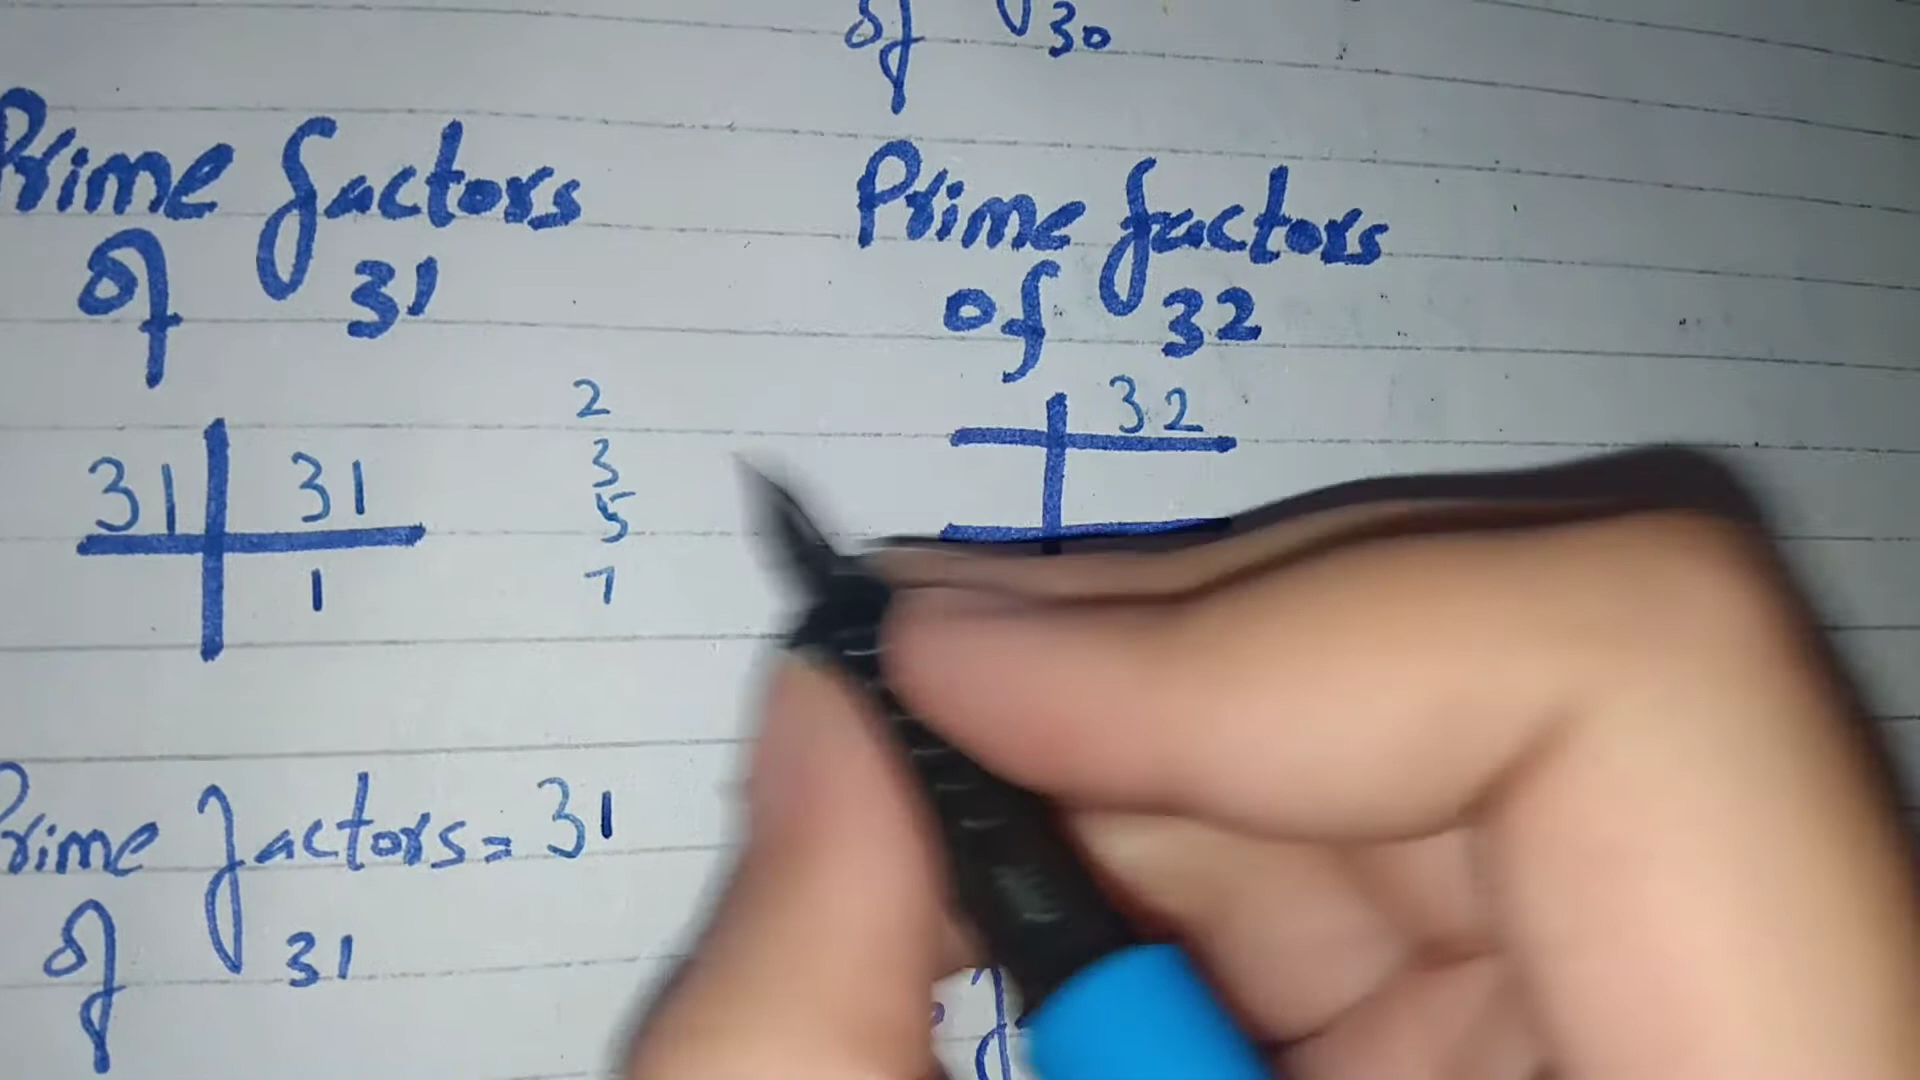 of 30
Prime factors
of 31
31 31
1
2
3
5
7
Prime factors = 31
of 31
Prime factors
of 32
32